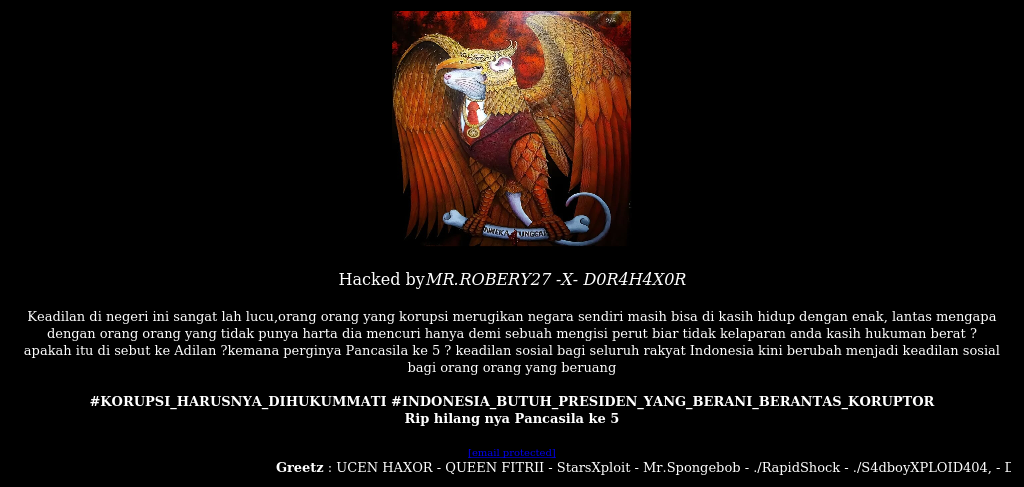 Hacked by MR.ROBERY27 -X- D0R4H4X0R
Keadilan di negeri ini sangat lah lucu,orang orang yang korupsi merugikan negara sendiri masih bisa di kasih hidup dengan enak, lantas mengapa
dengan orang orang yang tidak punya harta dia mencuri hanya demi sebuah mengisi perut biar tidak kelaparan anda kasih hukuman berat ?
apakah itu di sebut ke Adilan ?kemana perginya Pancasila ke 5 ? keadilan sosial bagi seluruh rakyat Indonesia kini berubah menjadi keadilan sosial
bagi orang orang yang beruang
#KORUPSI_HARUSNYA_DIHUKUMMATI #INDONESIA_BUTUH_PRESIDEN_YANG_BERANI_BERANTAS_KORUPTOR
Rip hilang nya Pancasila ke 5
[email protected]
Greetz : UCEN HAXOR - QUEEN FITRII - StarsXploit - Mr.Spongebob - ./RapidShock - ./S4dboyXPLOID404, -